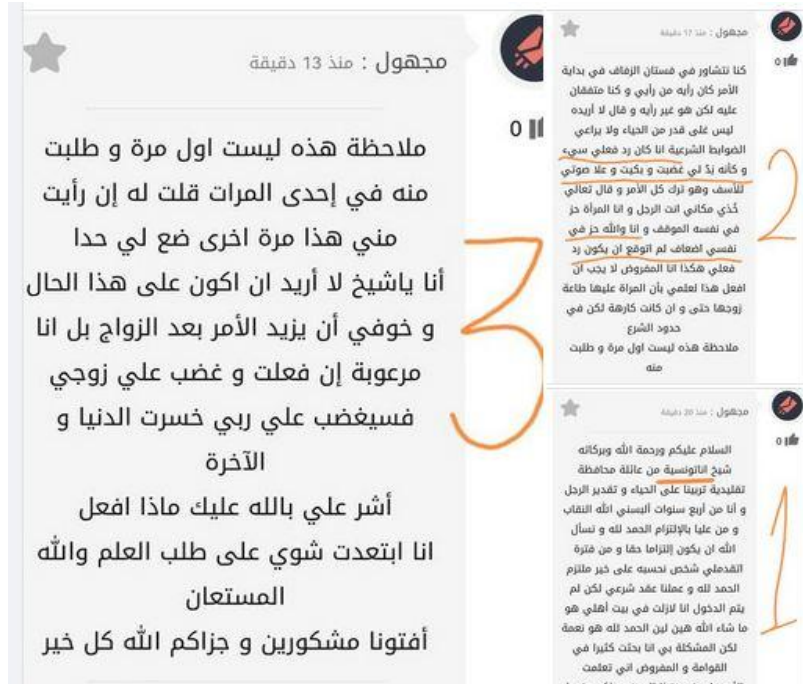 مجهول : منذ 20 دقيقة
0
السلام عليكم ورحمة الله وبركاته
شيخ اناتونسية من عائلة محافظة
تقليدية تربينا على الحياء و تقدير الرجل
و أنا من أربع سنوات ألبسني الله النقاب
و من عليا بالإلتزام الحمد لله و نسأل
الله ان يكون إلتزاما حقا و من فترة
اتقدملي شخص نحسبه على خير ملتزم
الحمد لله و عملنا عقد شرعي لكن لم
يتم الدخول انا لازلت في بيت أهلي هو
ما شاء الله هين لين الحمد لله هو نعمة
لكن المشكلة بي انا بحثت كثيرا في
القوامة و المفروض اني تعلمت
1
مجهول : منذ 17 دقيقة
0
كنا نتشاور في فستان الزفاف في بداية
الأمر كان رأيه من رأيي و كنا متفقان
عليه لكن هو غير رأيه و قال لا أريده
ليس على قدر من الحياء ولا يراعي
الضوابط الشرعية انا كان رد فعلي سيء
و كأنه نِدّ لي غضبت و بكيت و علا صوتي
للأسف وهو ترك كل الأمر و قال تعالي
خُذي مكاني انت الرجل و انا المرأة حز
في نفسه الموقف و انا والله حز في
نفسي اضعاف لم اتوقع ان يكون رد
فعلي هكذا انا المفروض لا يجب ان
افعل هذا لعلمي بأن المراة عليها طاعة
زوجها حتى و ان كانت كارهة لكن في
حدود الشرع
ملاحظة هذه ليست اول مرة و طلبت
منه
2
مجهول : منذ 13 دقيقة
0
ملاحظة هذه ليست اول مرة و طلبت
منه في إحدى المرات قلت له إن رأيت
مني هذا مرة اخرى ضع لي حدا
أنا ياشيخ لا أريد ان اكون على هذا الحال
و خوفي أن يزيد الأمر بعد الزواج بل انا
مرعوبة إن فعلت و غضب علي زوجي
فسيغضب علي ربي خسرت الدنيا و
الآخرة
أشر علي بالله عليك ماذا افعل
انا ابتعدت شوي على طلب العلم والله
المستعان
أفتونا مشكورين و جزاكم الله كل خير
3